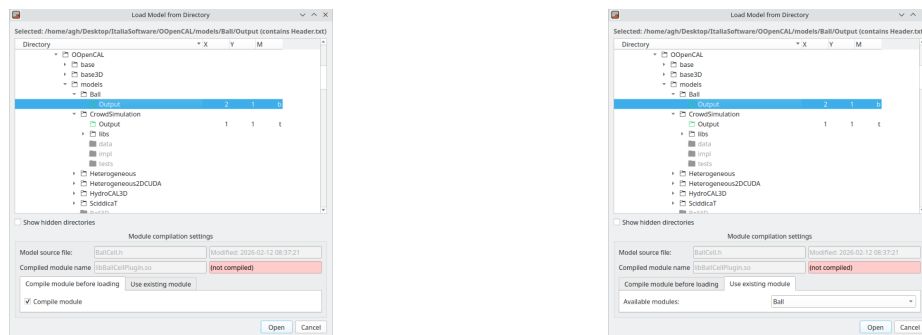 Load Model from Directory
Selected: /home/agh/Desktop/ItaliaSoftware/OOpenCAL/models/Ball/Output (contains Header.txt)
Directory X Y M
OOpenCAL
base
base3D
models
Ball
Output 2 1 b
CrowdSimulation
Output 1 1 t
libs
data
impl
tests
Heterogeneous
Heterogeneous2DCUDA
HydroCAL3D
SciddicaT
Show hidden directories
Module compilation settings
Model source file: BallCell.h Modified: 2026-02-12 08:37:21
Compiled module name libBallCellPlugin.so (not compiled)
Compile module before loading Use existing module
Compile module
Open Cancel
Load Model from Directory
Selected: /home/agh/Desktop/ItaliaSoftware/OOpenCAL/models/Ball/Output (contains Header.txt)
Directory X Y M
OOpenCAL
base
base3D
models
Ball
Output 2 1 b
CrowdSimulation
Output 1 1 t
libs
data
impl
tests
Heterogeneous
Heterogeneous2DCUDA
HydroCAL3D
SciddicaT
Show hidden directories
Module compilation settings
Model source file: BallCell.h Modified: 2026-02-12 08:37:21
Compiled module name libBallCellPlugin.so (not compiled)
Compile module before loading Use existing module
Available modules: Ball
Open Cancel